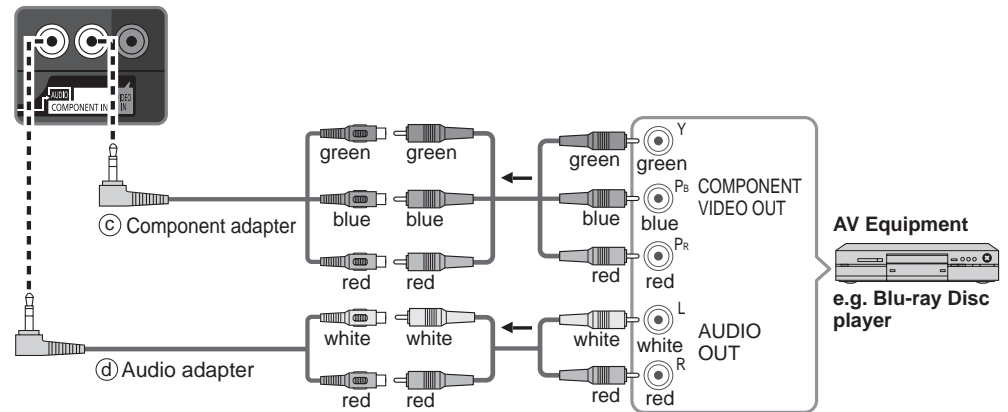 AUDIO
VIDEO
COMPONENT IN
IN
green
green
green
Y
green
blue
blue
blue
PB
blue
COMPONENT
VIDEO OUT
red
red
red
PR
red
ⓒ Component adapter
AV Equipment
e.g. Blu-ray Disc
player
white
white
white
L
white
AUDIO
OUT
red
red
red
R
red
ⓓ Audio adapter